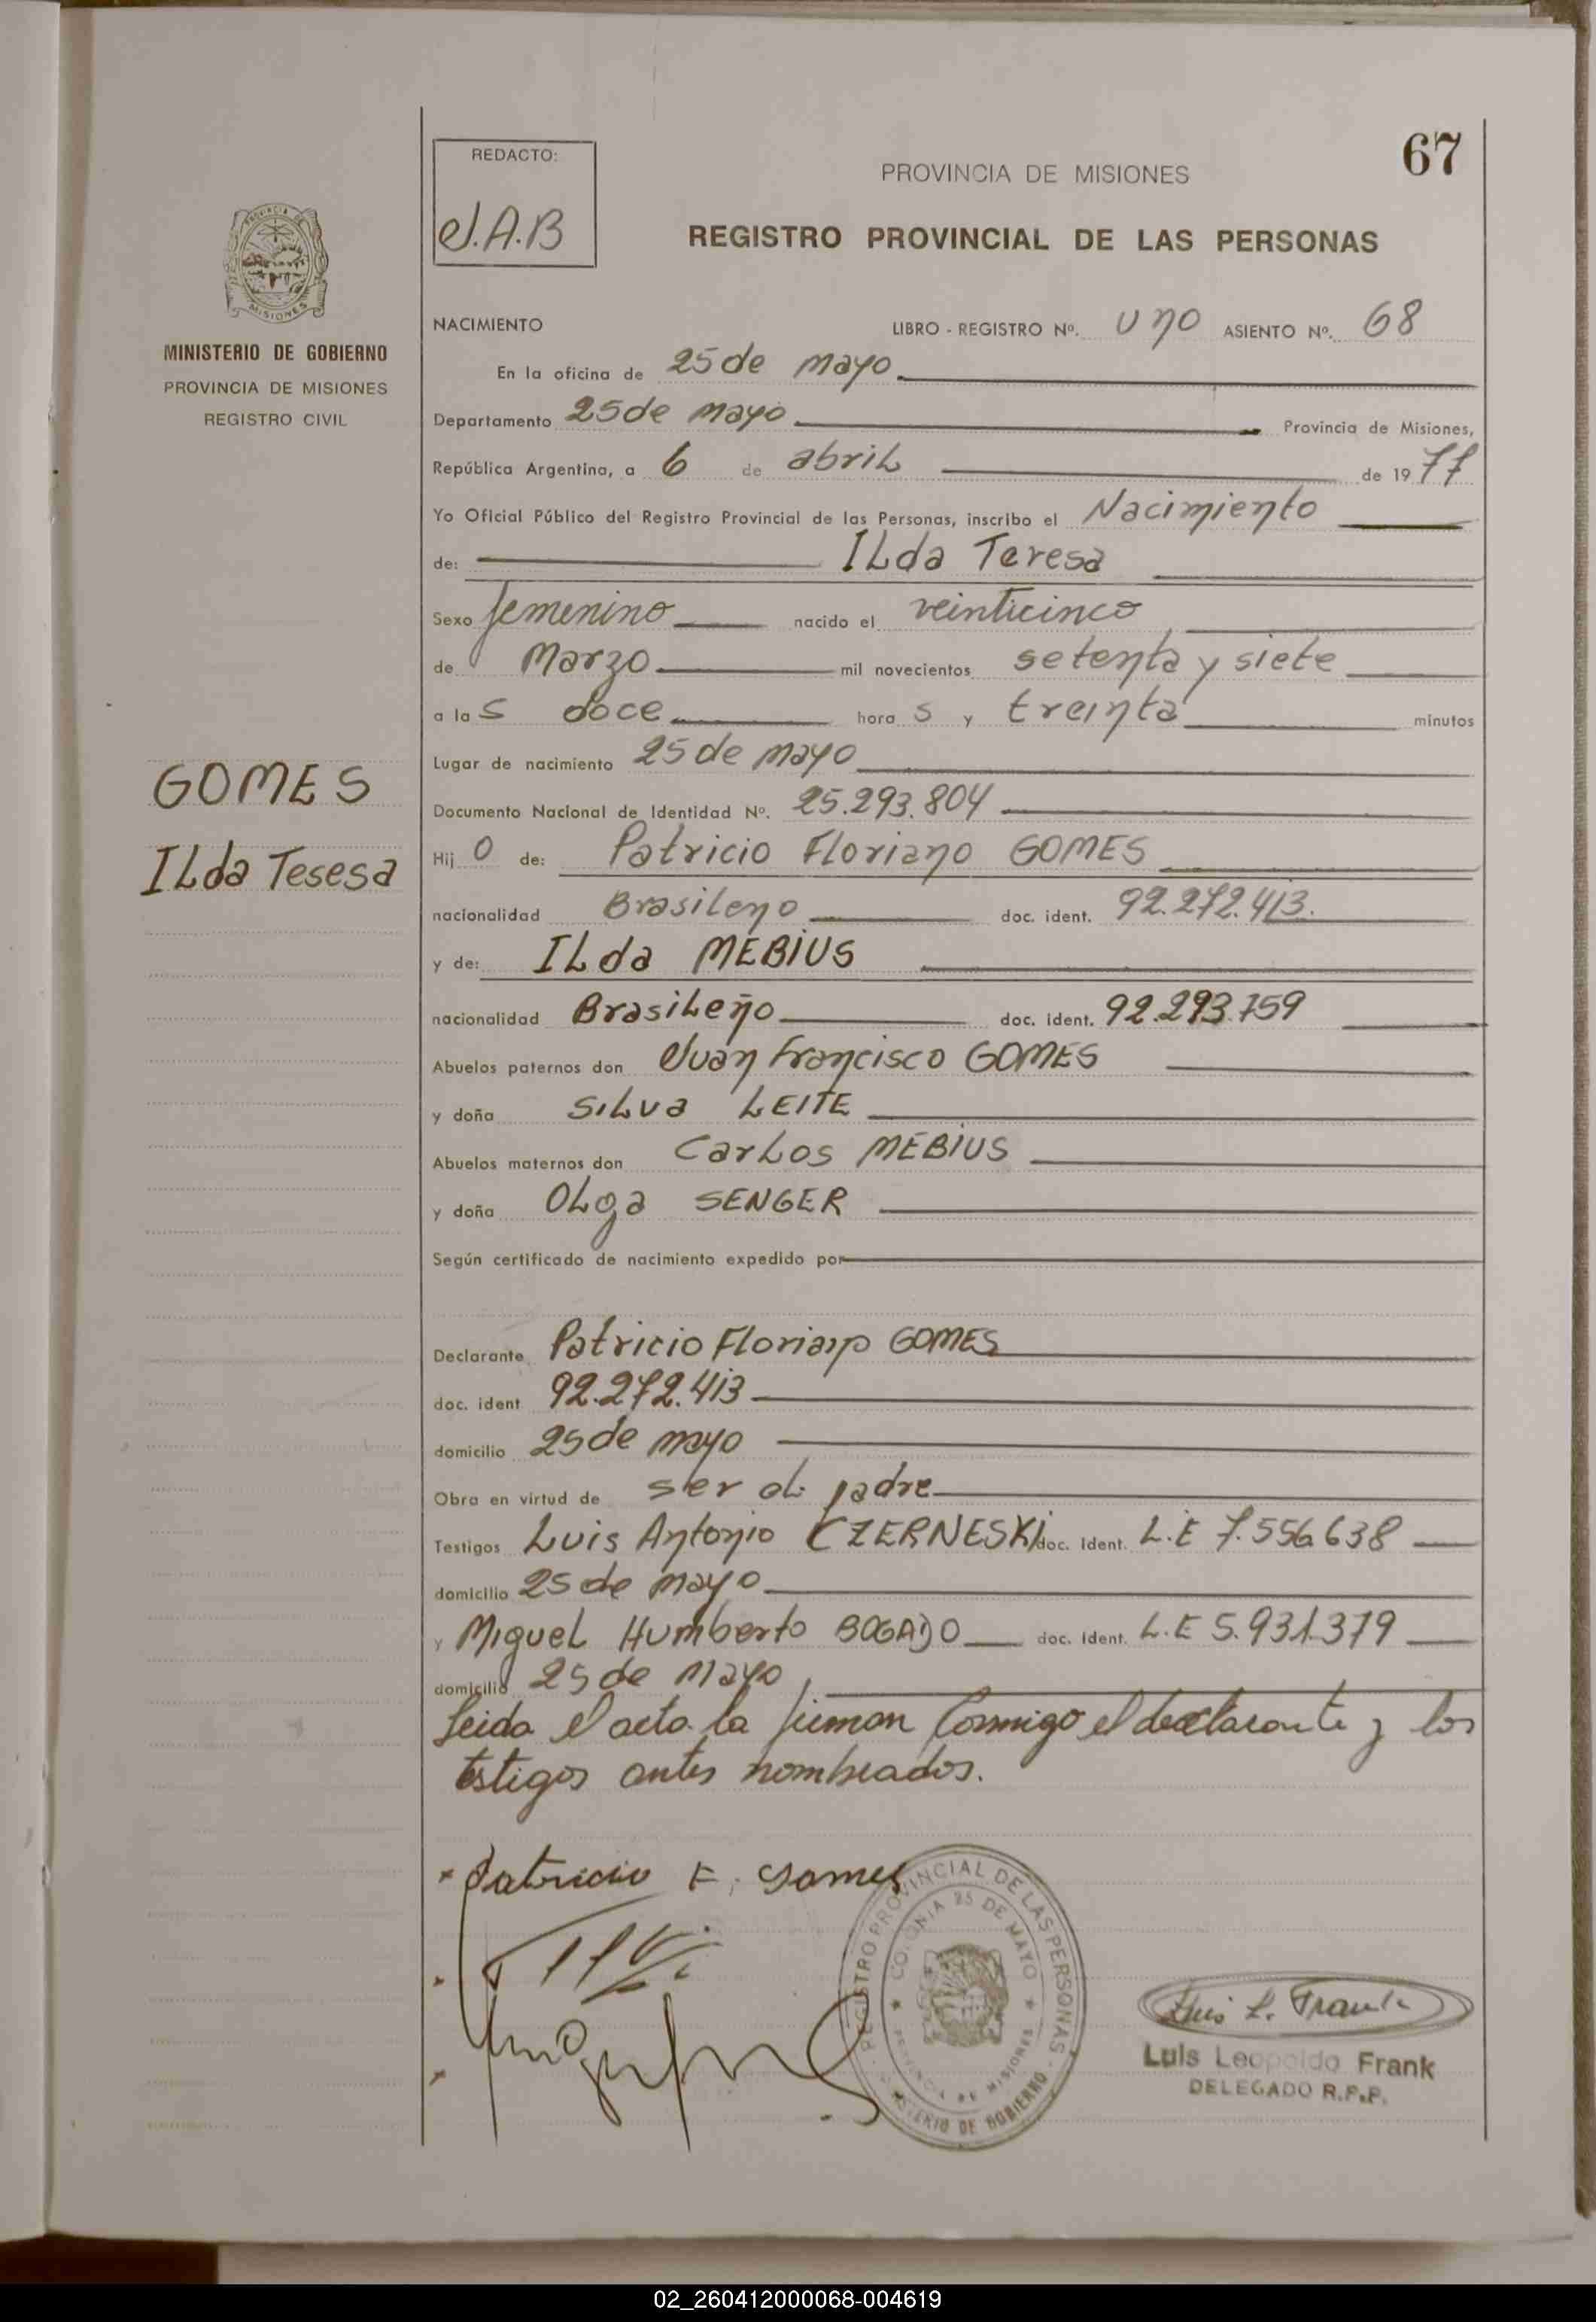 67
REDACTO:
J.A.B
PROVINCIA DE MISIONES
REGISTRO PROVINCIAL DE LAS PERSONAS
PROVINCIA DE
MISIONES
MINISTERIO DE GOBIERNO
PROVINCIA DE MISIONES
REGISTRO CIVIL
NACIMIENTO LIBRO - REGISTRO Nº. uno ASIENTO Nº. 68
En la oficina de 25 de mayo
Departamento 25 de mayo Provincia de Misiones,
República Argentina, a 6 de abril de 1977
Yo Oficial Público del Registro Provincial de las Personas, inscribo el Nacimiento
de: ILda Teresa
Sexo femenino nacido el veinticinco
de Marzo mil novecientos setenta y siete
a las doce horas y treinta minutos
Lugar de nacimiento 25 de mayo
GOMES
ILda Tesesa
Documento Nacional de Identidad Nº. 25.293.804
Hijo de: Patricio Floriano GOMES
nacionalidad Brasileno doc. ident. 92.272.413.
y de: ILda MEBIUS
nacionalidad Brasileño doc. ident. 92.293.759
Abuelos paternos don Juan Francisco GOMES
y doña SILva LEITE
Abuelos maternos don CarLos MEBIUS
y doña OLga SENGER
Según certificado de nacimiento expedido por
Declarante Patricio Floriano GOMES
doc. ident 92.272.413
domicilio 25 de mayo
Obra en virtud de ser el padre
Testigos Luis Antonio CZERNESKI doc. ident. L.E 7.556.638
domicilio 25 de mayo
y Miguel Humberto BOGADO doc. ident. L.E 5.931.379
domicilio 25 de Mayo
Leida el acta la firman conmigo el declarante y los
testigos antes nombrados.
Patricio F. Gomes
REGISTRO PROVINCIAL DE LAS PERSONAS
COLONIA 25 DE MAYO
PROVINCIA DE MISIONES
MINISTERIO DE GOBIERNO
Luis L. Frank
Luis Leopoldo Frank
DELEGADO R.P.P.
02_260412000068-004619